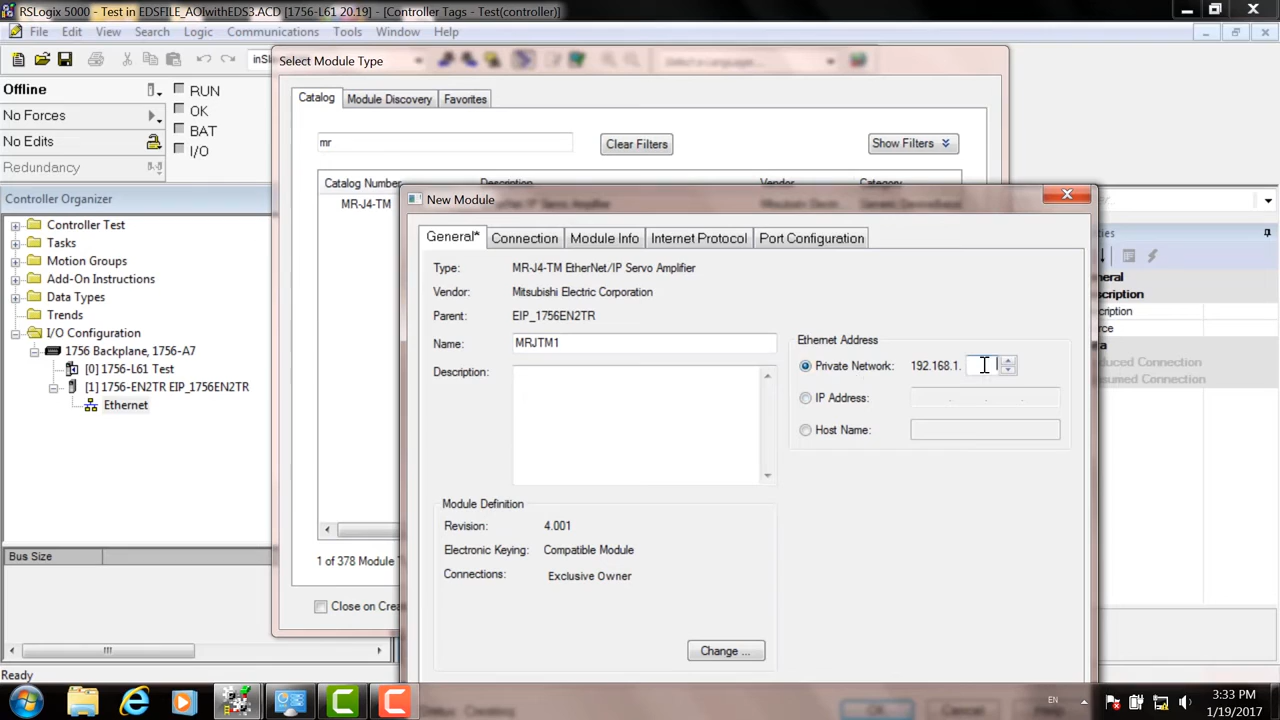 RSLogix 5000 - Test in EDSFILE_AOIwithEDS3.ACD [1756-L61 20.19] - [Controller Tags - Test(controller)]
File Edit View Search Logic Communications Tools Window Help
Select Module Type
Offline
RUN
No Forces
OK
No Edits
BAT
Redundancy
I/O
Catalog Module Discovery Favorites
mr
Clear Filters
Show Filters
Catalog Number Description Vendor Category
MR-J4-TM
Controller Organizer
Controller Test
Tasks
Motion Groups
Add-On Instructions
Data Types
Trends
I/O Configuration
1756 Backplane, 1756-A7
[0] 1756-L61 Test
[1] 1756-EN2TR EIP_1756EN2TR
Ethernet
Bus Size
New Module
General* Connection Module Info Internet Protocol Port Configuration
Type: MR-J4-TM EtherNet/IP Servo Amplifier
Vendor: Mitsubishi Electric Corporation
Parent: EIP_1756EN2TR
Name: MRJTM1
Description:
Ethernet Address
Private Network: 192.168.1.
IP Address: . . .
Host Name:
Module Definition
Revision: 4.001
Electronic Keying: Compatible Module
Connections: Exclusive Owner
Change ...
1 of 378 Module
Close on Crea
Ready
EN
3:33 PM
1/19/2017